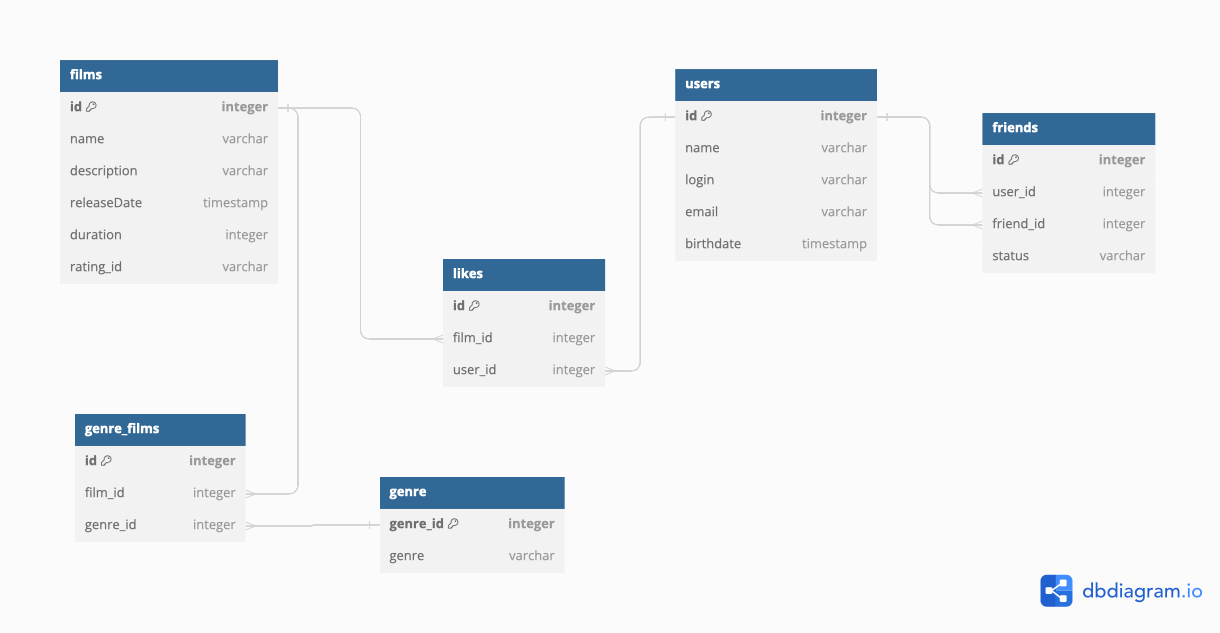 films
id integer
name varchar
description varchar
releaseDate timestamp
duration integer
rating_id varchar
users
id integer
name varchar
login varchar
email varchar
birthdate timestamp
friends
id integer
user_id integer
friend_id integer
status varchar
likes
id integer
film_id integer
user_id integer
genre_films
id integer
film_id integer
genre_id integer
genre
genre_id integer
genre varchar
dbdiagram.io